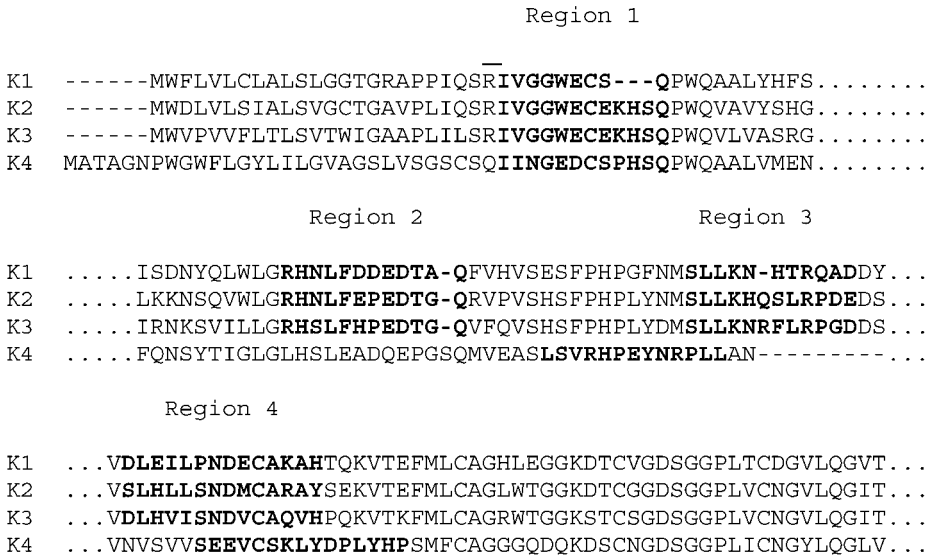 Region 1
K1 ------MWFLVLCLALSLGGTGRAPPIQSRIVGGWECS---QPWQAALYHFS........
K2 ------MWDLVLSIALSVGCTGAVPLIQSRIVGGWECEKHSQPWQVAVYSHG........
K3 ------MWVPVVFLTLSVTWIGAAPLILSRIVGGWECEKHSQPWQVLVASRG........
K4 MATAGNPWGWFLGYLILGVAGSLVSGSCSQIINGEDCSPHSQPWQAALVMEN........
Region 2 Region 3
K1 .....ISDNYQLWLGRHNLFDDEDTA-QFVHVSESFPHPGFNMSLLKN-HTRQADDY...
K2 .....LKKNSQVWLGRHNLFEPEDTG-QRVPVSHSFPHPLYNMSLLKHQSLRPDEDS...
K3 .....IRNKSVILLGRHSLFHPEDTG-QVFQVSHSFPHPLYDMSLLKNRFLRPGDDS...
K4 .....FQNSYTIGLGLHSLEADQEPGSQMVEASLSVRHPEYNRPLLAN---------...
Region 4
K1 ...VDLEILPNDECAKAHTQKVTEFMLCAGHLEGGKDTCVGDSGGPLTCDGVLQGVT...
K2 ...VSLHLLSNDMCARAYSEKVTEFMLCAGLWTGGKDTCGGDSGGPLVCNGVLQGIT...
K3 ...VDLHVISNDVCAQVHPQKVTKFMLCAGRWTGGKSTCSGDSGGPLVCNGVLQGIT...
K4 ...VNVSVVSEEVCSKLYDPLYHPSMFCAGGGQDQKDSCNGDSGGPLICNGYLQGLV...